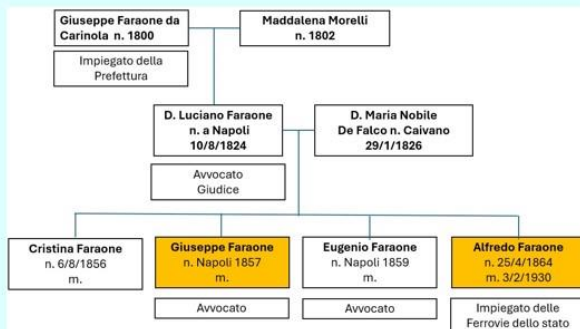 Giuseppe Faraone da
Carinola n. 1800
Maddalena Morelli
n. 1802
Impiegato della
Prefettura
D. Luciano Faraone
n. a Napoli
10/8/1824
D. Maria Nobile
De Falco n. Caivano
29/1/1826
Avvocato
Giudice
Cristina Faraone
n. 6/8/1856
m.
Giuseppe Faraone
n. Napoli 1857
m.
Eugenio Faraone
n. Napoli 1859
m.
Alfredo Faraone
n. 25/4/1864
m. 3/2/1930
Avvocato
Avvocato
Impiegato delle
Ferrovie dello stato